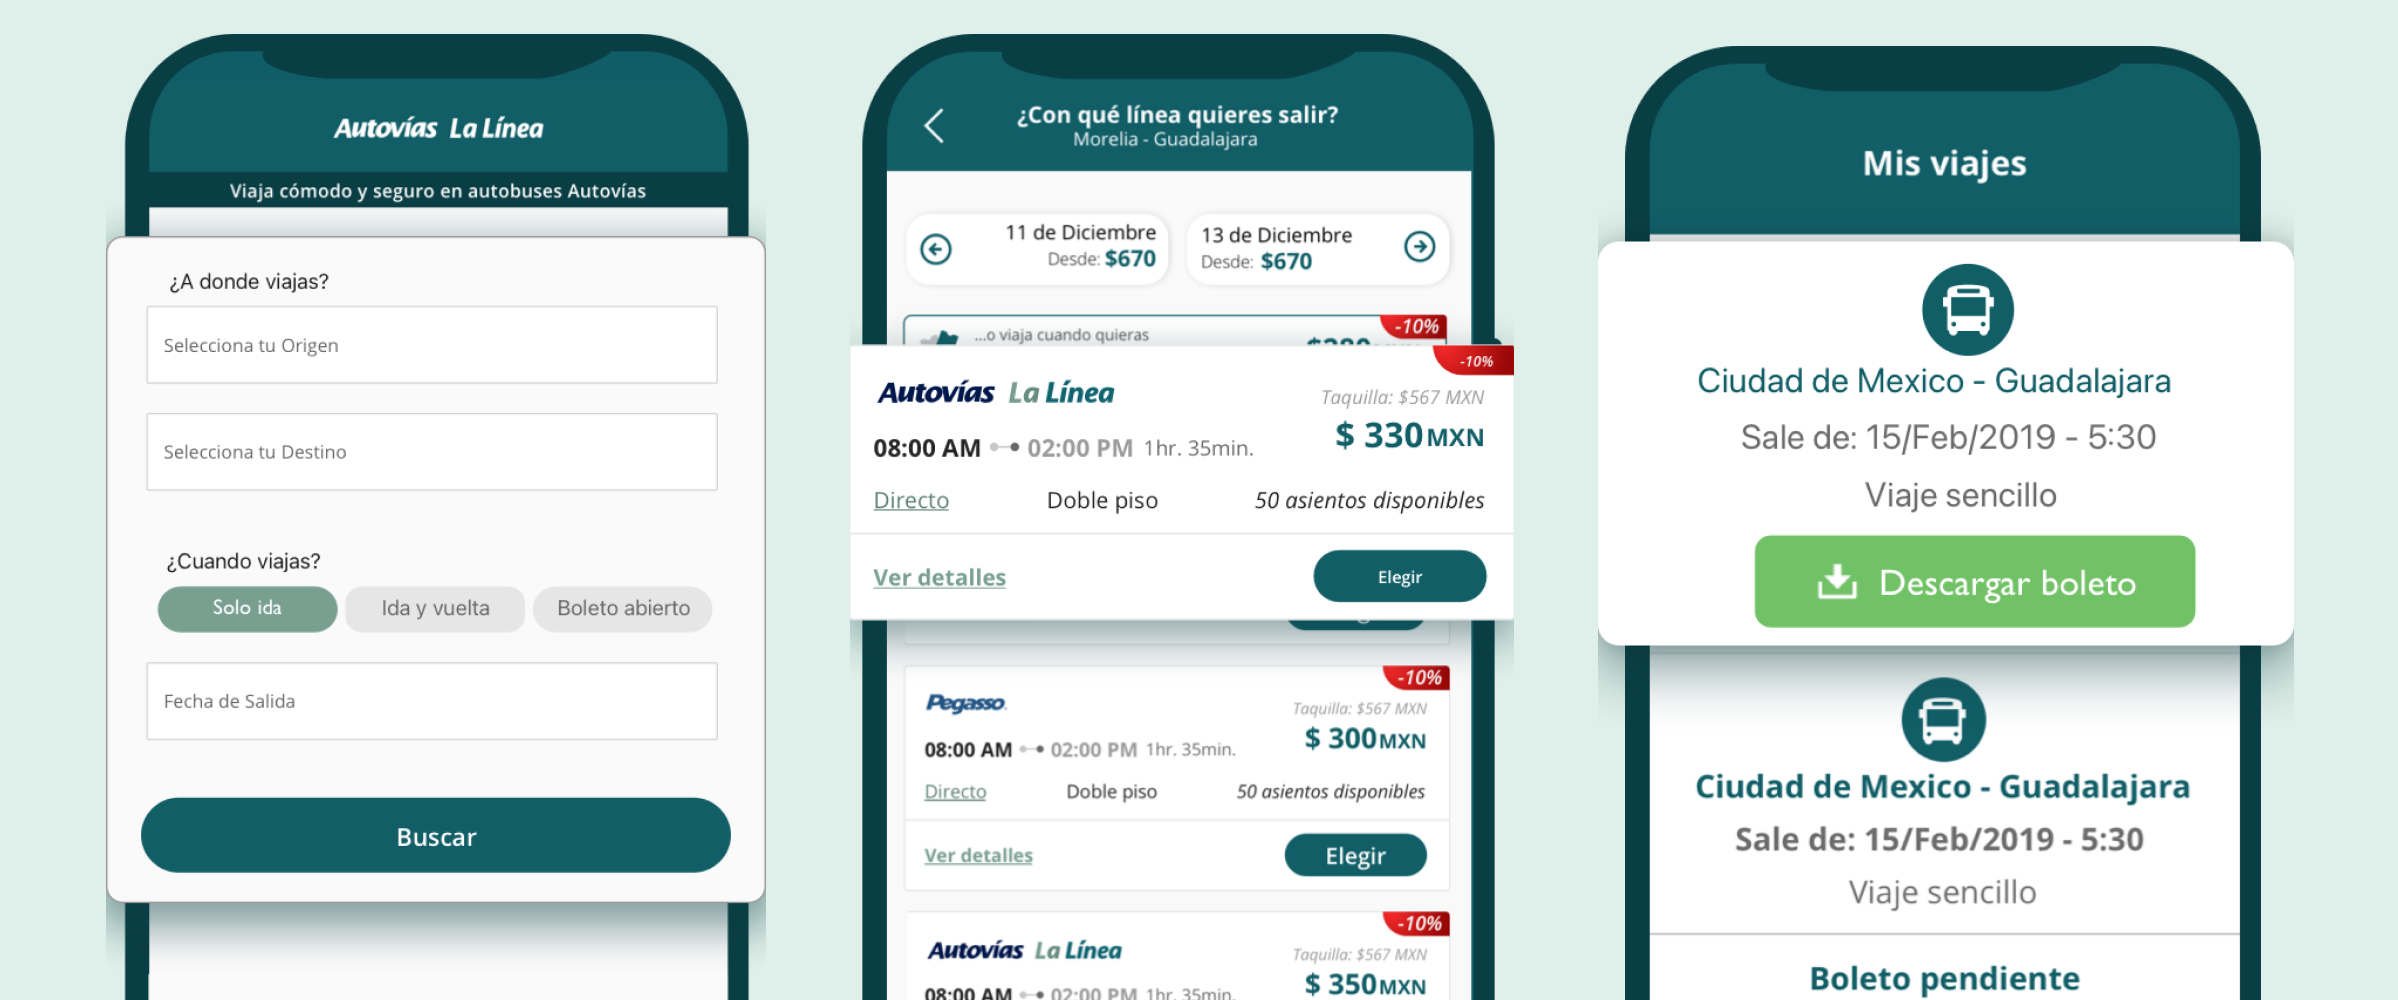 Autovías La Línea
Viaja cómodo y seguro en autobuses Autovías
¿A donde viajas?
Selecciona tu Origen
Selecciona tu Destino
¿Cuando viajas?
Solo ida
Ida y vuelta
Boleto abierto
Fecha de Salida
Buscar
¿Con qué línea quieres salir?
Morelia - Guadalajara
11 de Diciembre
Desde: $670
13 de Diciembre
Desde: $670
-10%
...o viaja cuando quieras
-10%
Autovías La Línea
Taquilla: $567 MXN
$ 330 MXN
08:00 AM 02:00 PM 1hr. 35min.
Directo Doble piso 50 asientos disponibles
Ver detalles
Elegir
-10%
Pegasso
Taquilla: $567 MXN
$ 300 MXN
08:00 AM 02:00 PM 1hr. 35min.
Directo Doble piso 50 asientos disponibles
Ver detalles
Elegir
-10%
Autovías La Línea
Taquilla: $567 MXN
$ 350 MXN
08:00 AM 02:00 PM 1hr. 35min.
Mis viajes
Ciudad de Mexico - Guadalajara
Sale de: 15/Feb/2019 - 5:30
Viaje sencillo
Descargar boleto
Ciudad de Mexico - Guadalajara
Sale de: 15/Feb/2019 - 5:30
Viaje sencillo
Boleto pendiente